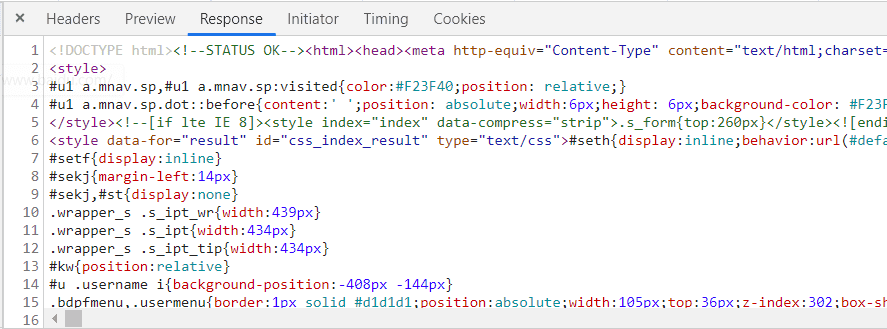 × Headers Preview Response Initiator Timing Cookies
1 <!DOCTYPE html><!--STATUS OK--><html><head><meta http-equiv="Content-Type" content="text/html;charset=
2 <style>
3 #u1 a.mnav.sp,#u1 a.mnav.sp:visited{color:#F23F40;position: relative;}
4 #u1 a.mnav.sp.dot::before{content:' ';position: absolute;width:6px;height: 6px;background-color: #F23F
5 </style><!--[if lte IE 8]><style index="index" data-compress="strip">.s_form{top:260px}</style><![endi
6 <style data-for="result" id="css_index_result" type="text/css">#seth{display:inline;behavior:url(#defa
7 #setf{display:inline}
8 #sekj{margin-left:14px}
9 #sekj,#st{display:none}
10 .wrapper_s .s_ipt_wr{width:439px}
11 .wrapper_s .s_ipt{width:434px}
12 .wrapper_s .s_ipt_tip{width:434px}
13 #kw{position:relative}
14 #u .username i{background-position:-408px -144px}
15 .bdpfmenu,.usermenu{border:1px solid #d1d1d1;position:absolute;width:105px;top:36px;z-index:302;box-sh
16